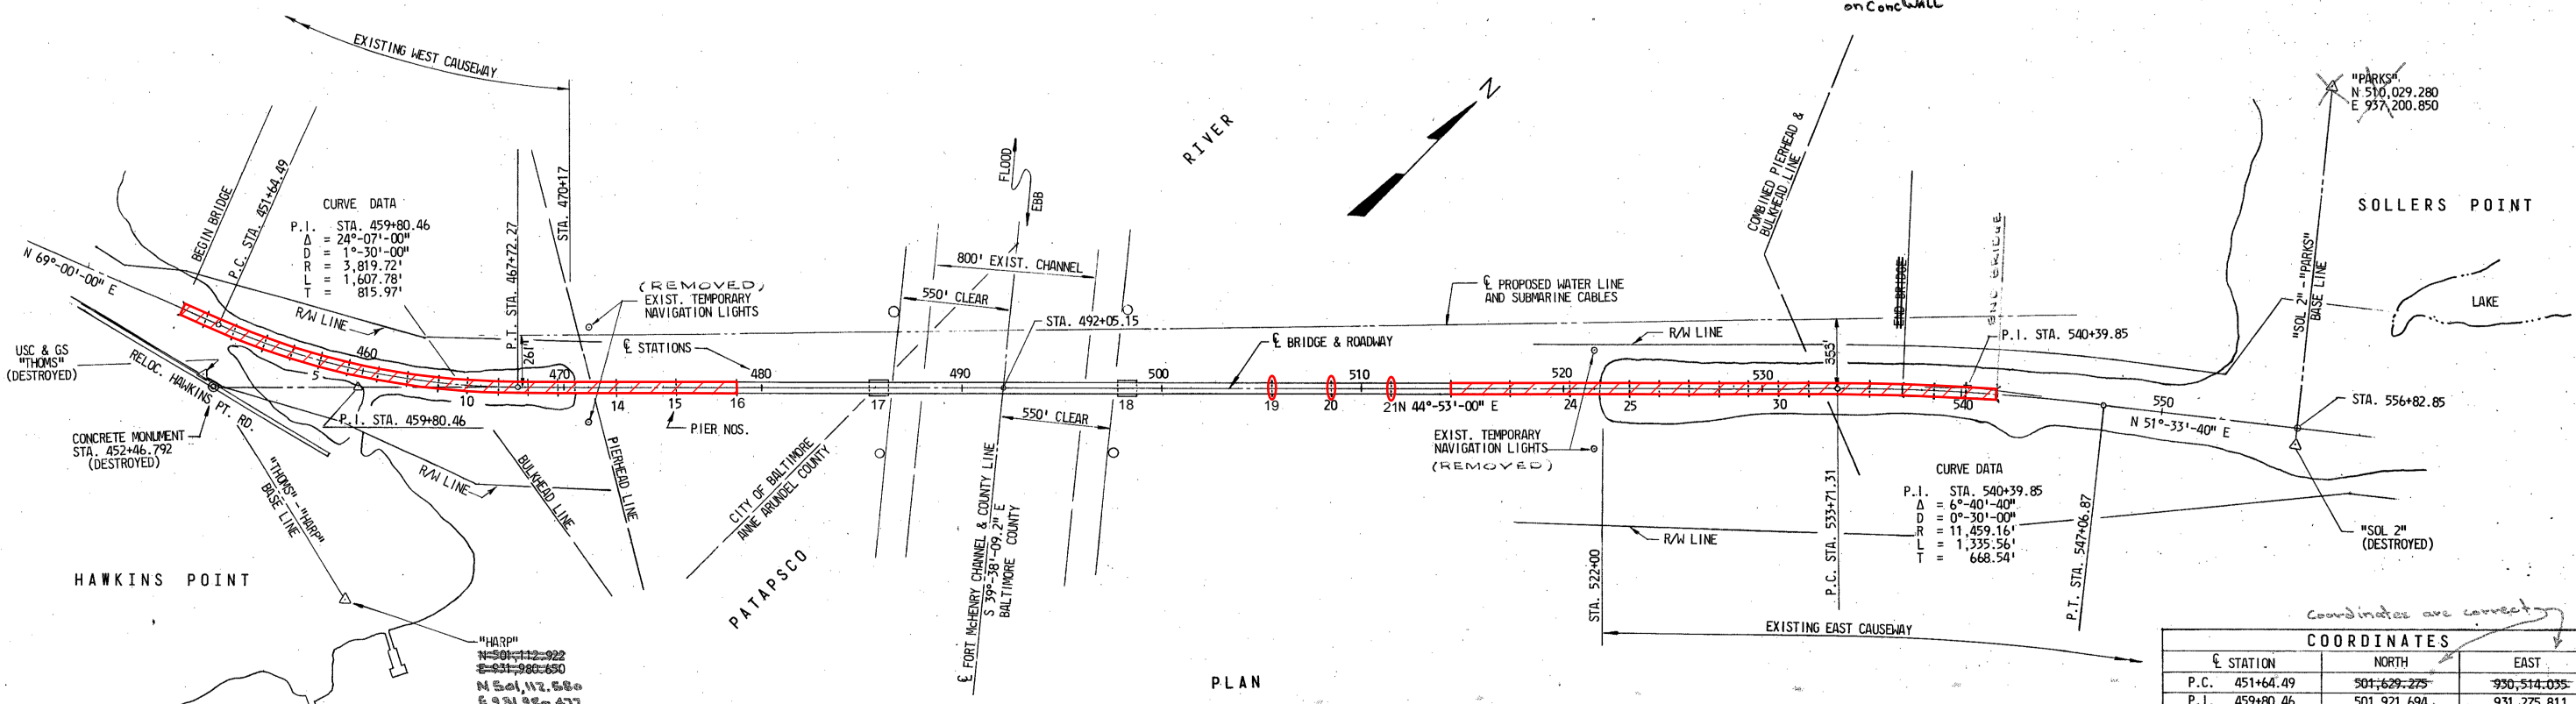 on Conc WALL
EXISTING WEST CAUSEWAY
BEGIN BRIDGE
P.C. STA. 451+64.49
N 69°-00'-00" E
CURVE DATA
P.I. STA. 459+80.46
Δ = 24°-07'-00"
D = 1°-30'-00"
R = 3,819.72'
L = 1,607.78'
T = 815.97'
R/W LINE
P.T. STA. 467+72.27
261'
STA. 470+17
(REMOVED)
EXIST. TEMPORARY
NAVIGATION LIGHTS
℄ STATIONS
USC & GS
"THOMS"
(DESTROYED)
RELOC. HAWKINS PT. RD.
CONCRETE MONUMENT
STA. 452+46.792
(DESTROYED)
P.I. STA. 459+80.46
460
470
480
490
500
510
520
530
540
550
5
10
14
15
16
17
18
19
20
21
24
25
30
PIER NOS.
R/W LINE
BULKHEAD LINE
PIERHEAD LINE
"THOMS"-"HARP"
BASE LINE
HAWKINS POINT
"HARP"
N 501,112.922
E 931,980.650
N 501,112.580
CITY OF BALTIMORE
ANNE ARUNDEL COUNTY
PATAPSCO
RIVER
FLOOD
EBB
800' EXIST. CHANNEL
550' CLEAR
STA. 492+05.15
550' CLEAR
℄ FORT McHENRY CHANNEL & COUNTY LINE
S 39°-38'-09.2" E
BALTIMORE COUNTY
N
℄ BRIDGE & ROADWAY
℄ PROPOSED WATER LINE
AND SUBMARINE CABLES
N 44°-53'-00" E
EXIST. TEMPORARY
NAVIGATION LIGHTS
(REMOVED)
R/W LINE
COMBINED PIERHEAD &
BULKHEAD LINE
353'
END BRIDGE
END BRIDGE
P.I. STA. 540+39.85
STA. 522+00
R/W LINE
P.C. STA. 533+71.31
CURVE DATA
P.I. STA. 540+39.85
Δ = 6°-40'-40"
D = 0°-30'-00"
R = 11,459.16'
L = 1,335.56'
T = 668.54'
EXISTING EAST CAUSEWAY
P.T. STA. 547+06.87
N 51°-33'-40" E
"PARKS"
N 510,029.280
E 937,200.850
SOLLERS POINT
"SOL 2"-"PARKS"
BASE LINE
LAKE
STA. 556+82.85
"SOL 2"
(DESTROYED)
PLAN
Coordinates are correct
COORDINATES
℄ STATION NORTH EAST
P.C. 451+64.49 501,629.275 930,514.035
P.I. 459+80.46 501,921.694 931,275.811